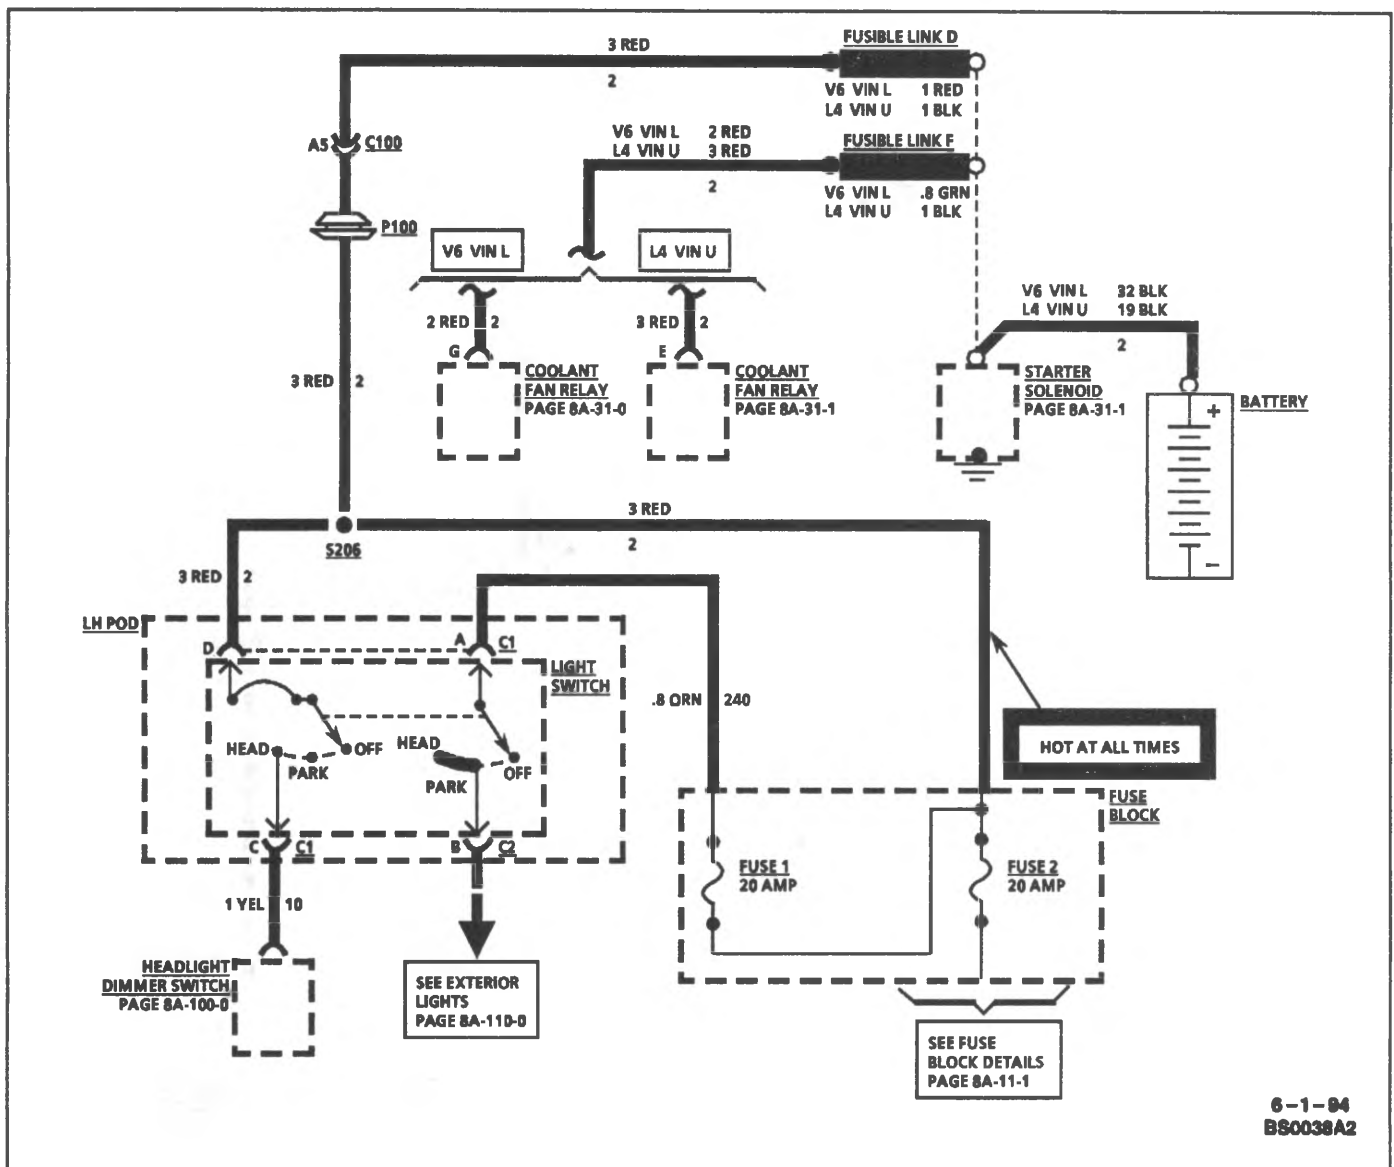 3 RED
2
FUSIBLE LINK D
V6 VIN L 1 RED
L4 VIN U 1 BLK
A5 C100
V6 VIN L 2 RED
L4 VIN U 3 RED
2
FUSIBLE LINK F
V6 VIN L .8 GRN
L4 VIN U 1 BLK
P100
V6 VIN L
L4 VIN U
V6 VIN L 32 BLK
L4 VIN U 19 BLK
2
2 RED 2
3 RED 2
G
E
3 RED 2
COOLANT
FAN RELAY
PAGE 8A-31-0
COOLANT
FAN RELAY
PAGE 8A-31-1
STARTER
SOLENOID
PAGE 8A-31-1
BATTERY
+
−
3 RED
2
S206
3 RED 2
LH POD
D
A C1
LIGHT
SWITCH
.8 ORN 240
HEAD
PARK
OFF
HEAD
PARK
OFF
HOT AT ALL TIMES
FUSE
BLOCK
C C1
B C2
FUSE 1
20 AMP
FUSE 2
20 AMP
1 YEL 10
HEADLIGHT
DIMMER SWITCH
PAGE 8A-100-0
SEE EXTERIOR
LIGHTS
PAGE 8A-110-0
SEE FUSE
BLOCK DETAILS
PAGE 8A-11-1
6-1-94
BS0038A2